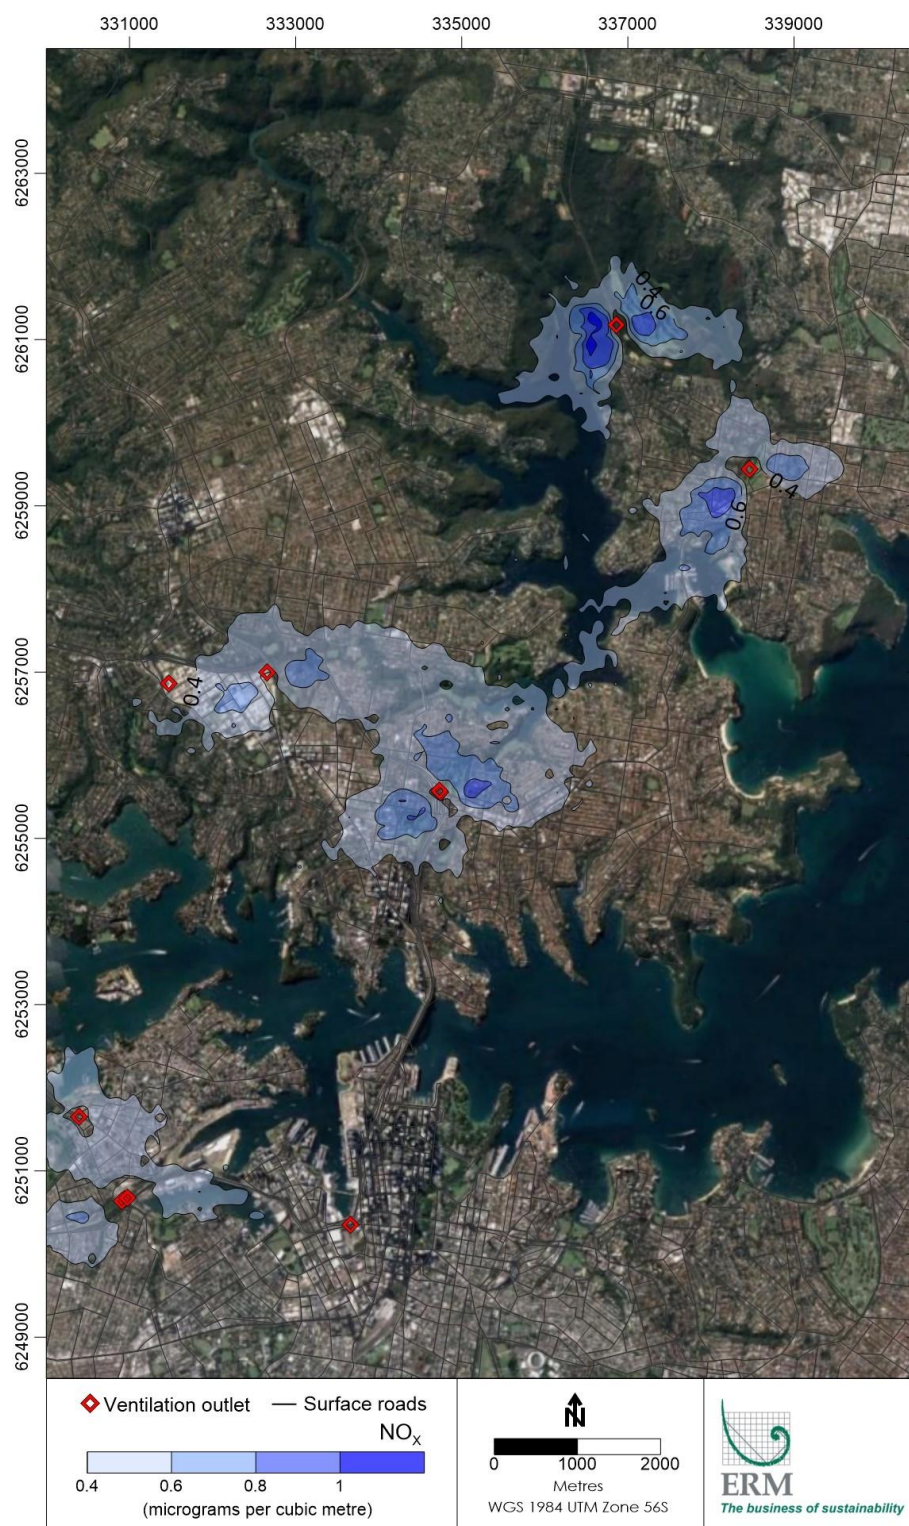 331000 333000 335000 337000 339000
6263000
0.4
0.6
6261000
0.4
6259000
0.6
6257000
0.4
6255000
6253000
6251000
6249000
Ventilation outlet Surface roads
NOX
0.4 0.6 0.8 1
(micrograms per cubic metre)
N
0 1000 2000
Metres
WGS 1984 UTM Zone 56S
ERM
The business of sustainability